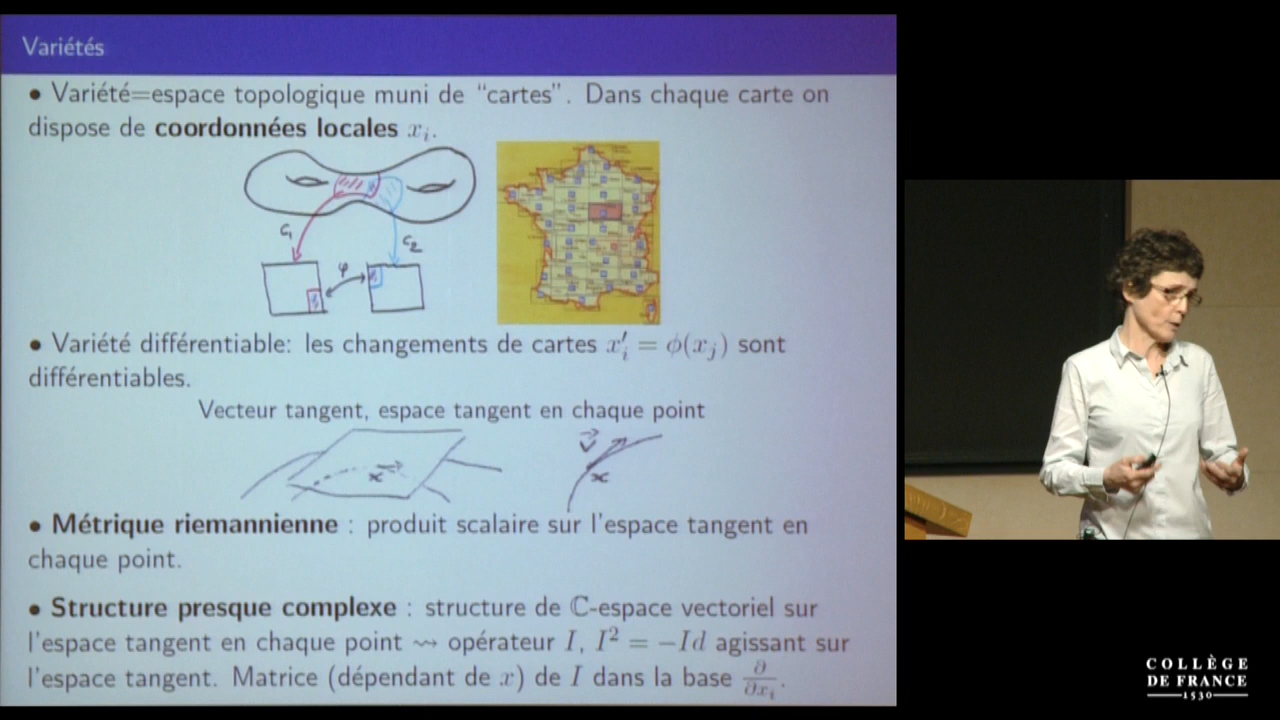 Variétés
• Variété=espace topologique muni de “cartes”. Dans chaque carte on
dispose de coordonnées locales x_i.
C_1
C_2
φ
• Variété différentiable: les changements de cartes x'_i = ϕ(x_j) sont
différentiables.
Vecteur tangent, espace tangent en chaque point
x
v
x
• Métrique riemannienne : produit scalaire sur l'espace tangent en
chaque point.
• Structure presque complexe : structure de ℂ-espace vectoriel sur
l'espace tangent en chaque point ⇝ opérateur I, I² = −Id agissant sur
l'espace tangent. Matrice (dépendant de x) de I dans la base ∂/∂x_i.
COLLÈGE
DE FRANCE
1530